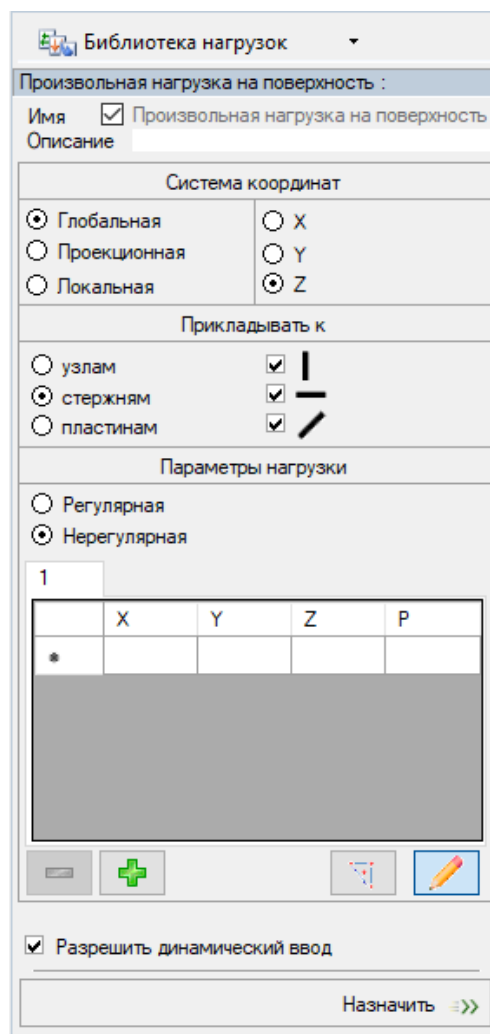 Библиотека нагрузок
Произвольная нагрузка на поверхность :
Имя Произвольная нагрузка на поверхность
Описание
Система координат
Глобальная X
Проекционная Y
Локальная Z
Прикладывать к
узлам
стержням
пластинам
Параметры нагрузки
Регулярная
Нерегулярная
1
X Y Z P
*
Разрешить динамический ввод
Назначить